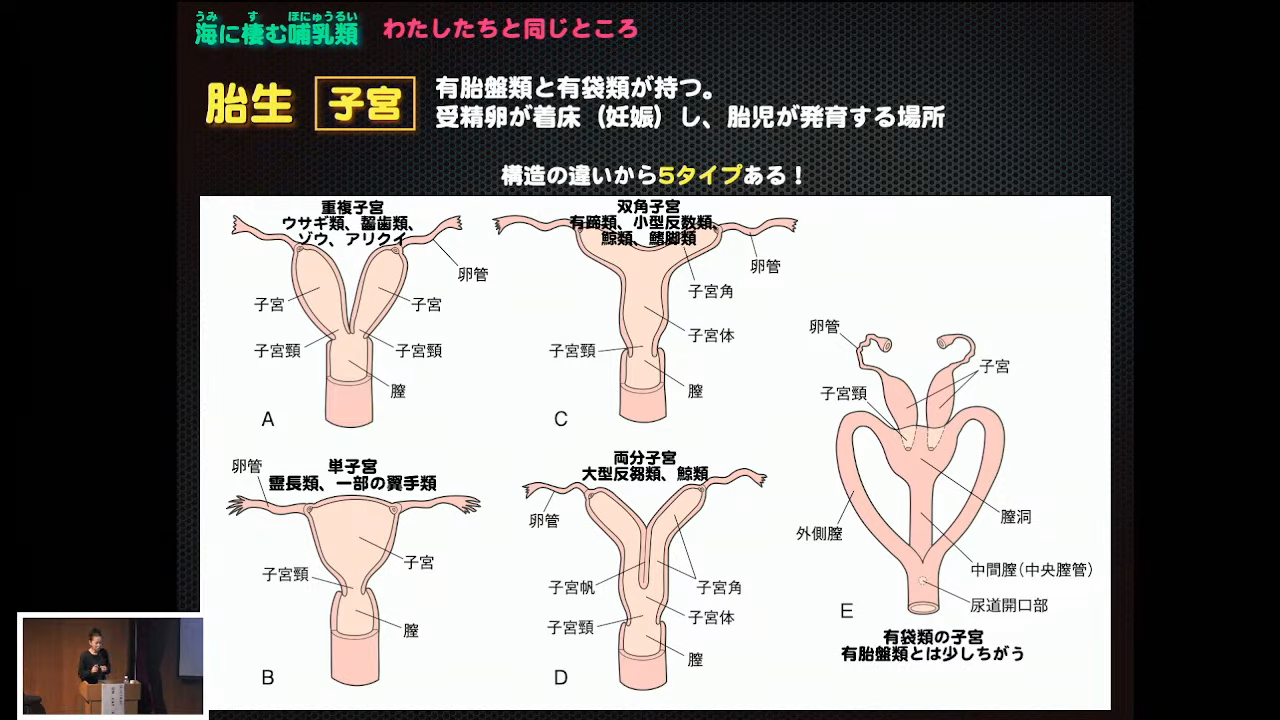 うみ す ほにゅうるい
海に棲む哺乳類 わたしたちと同じところ
胎生 子宮
有胎盤類と有袋類が持つ。
受精卵が着床（妊娠）し、胎児が発育する場所
構造の違いから5タイプある！
重複子宮
ウサギ類、齧歯類、
ゾウ、アリクイ
卵管
子宮
子宮
子宮頸
子宮頸
膣
A
双角子宮
有蹄類、小型反数類、
鯨類、鰭脚類
卵管
子宮角
子宮体
子宮頸
膣
C
卵管
単子宮
霊長類、一部の翼手類
子宮
子宮頸
膣
B
両分子宮
大型反芻類、鯨類
卵管
子宮帆
子宮角
子宮体
子宮頸
膣
D
卵管
子宮
子宮頸
外側膣
膣洞
中間膣(中央膣管)
尿道開口部
E
有袋類の子宮
有胎盤類とは少しちがう